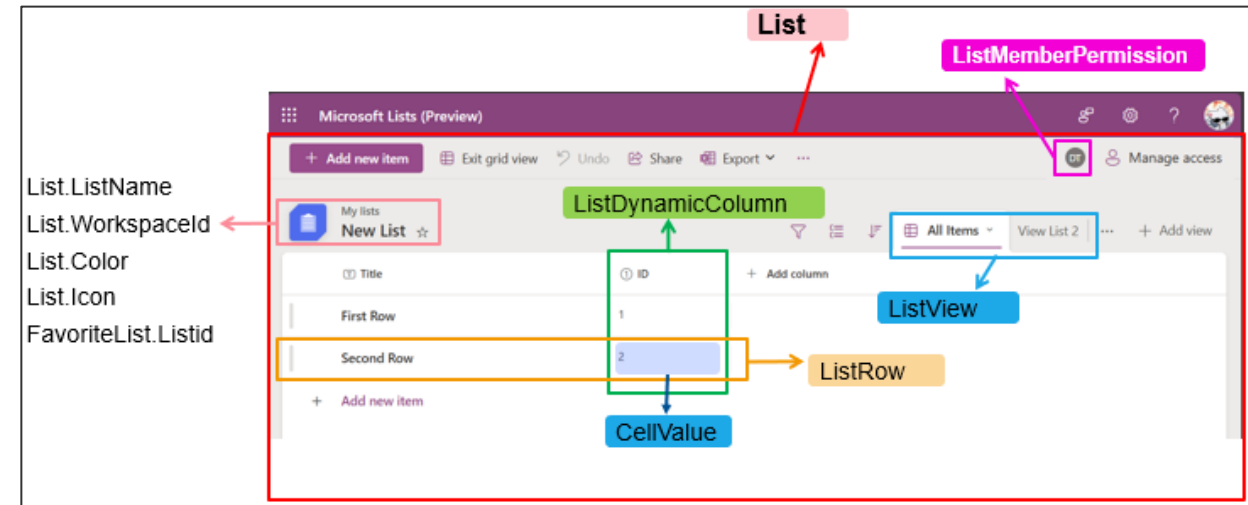 List
ListMemberPermission
Microsoft Lists (Preview)
?
+ Add new item
Exit grid view
Undo
Share
Export
...
DT
Manage access
List.ListName
List.WorkspaceId
List.Color
List.Icon
FavoriteList.Listid
My lists
New List
ListDynamicColumn
All Items
View List 2
...
+ Add view
Title
ID
+ Add column
ListView
First Row
1
Second Row
2
ListRow
+ Add new item
CellValue